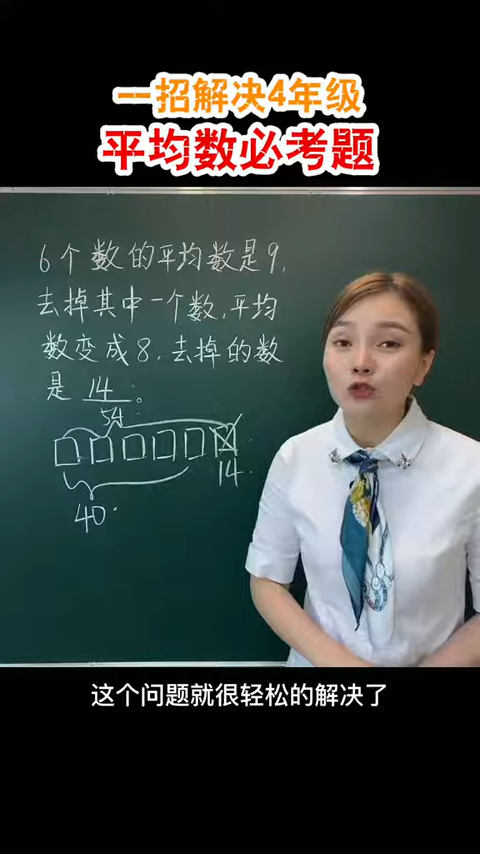 一招解决4年级
平均数必考题
6个数的平均数是9,
去掉其中一个数,平均
数变成8,去掉的数
是 14 。
54
14
40
这个问题就很轻松的解决了